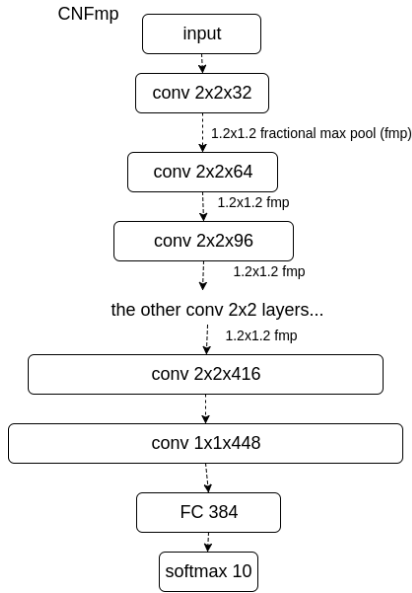 CNFmp
input
conv 2x2x32
1.2x1.2 fractional max pool (fmp)
conv 2x2x64
1.2x1.2 fmp
conv 2x2x96
1.2x1.2 fmp
the other conv 2x2 layers...
1.2x1.2 fmp
conv 2x2x416
conv 1x1x448
FC 384
softmax 10